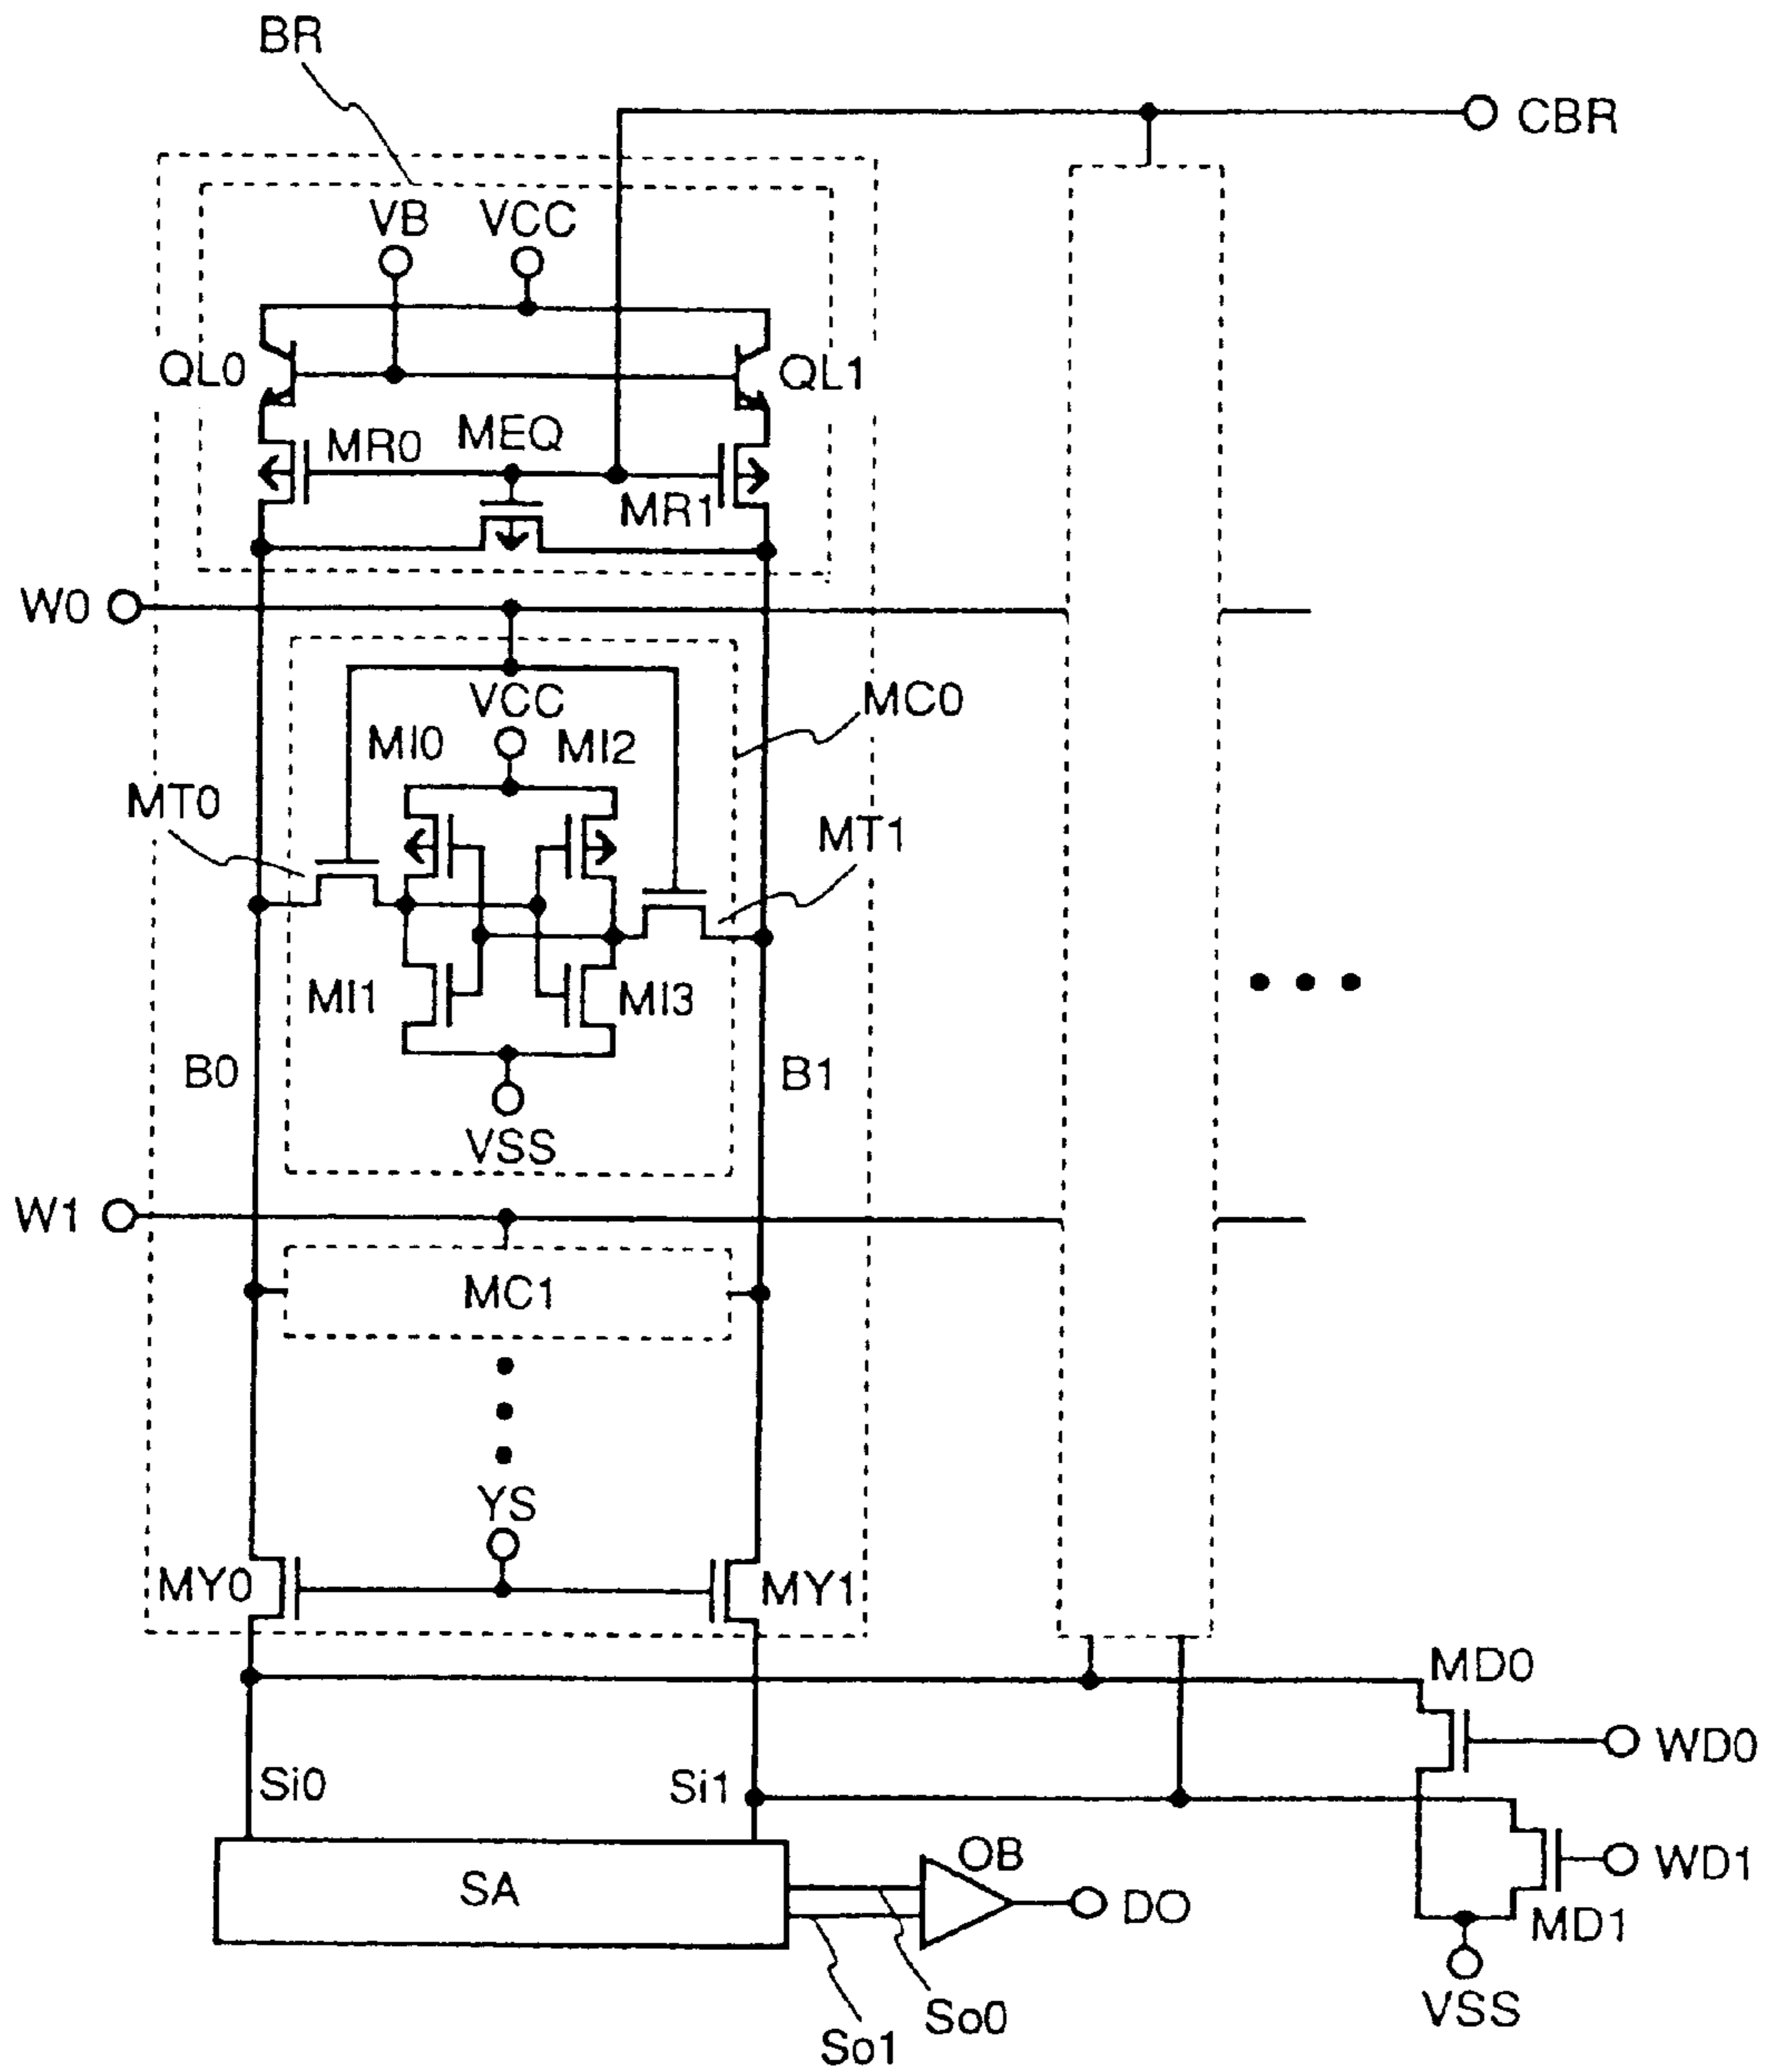 BR
CBR
VB VCC
QL0 QL1
MR0 MEQ
MR1
W0
VCC
MC0
MI0 MI2
MT0
MT1
MI1 MI3
B0 B1
VSS
W1
MC1
YS
MY0 MY1
MD0
WD0
Si0 Si1
OB
WD1
SA
DO
MD1
So0
VSS
So1